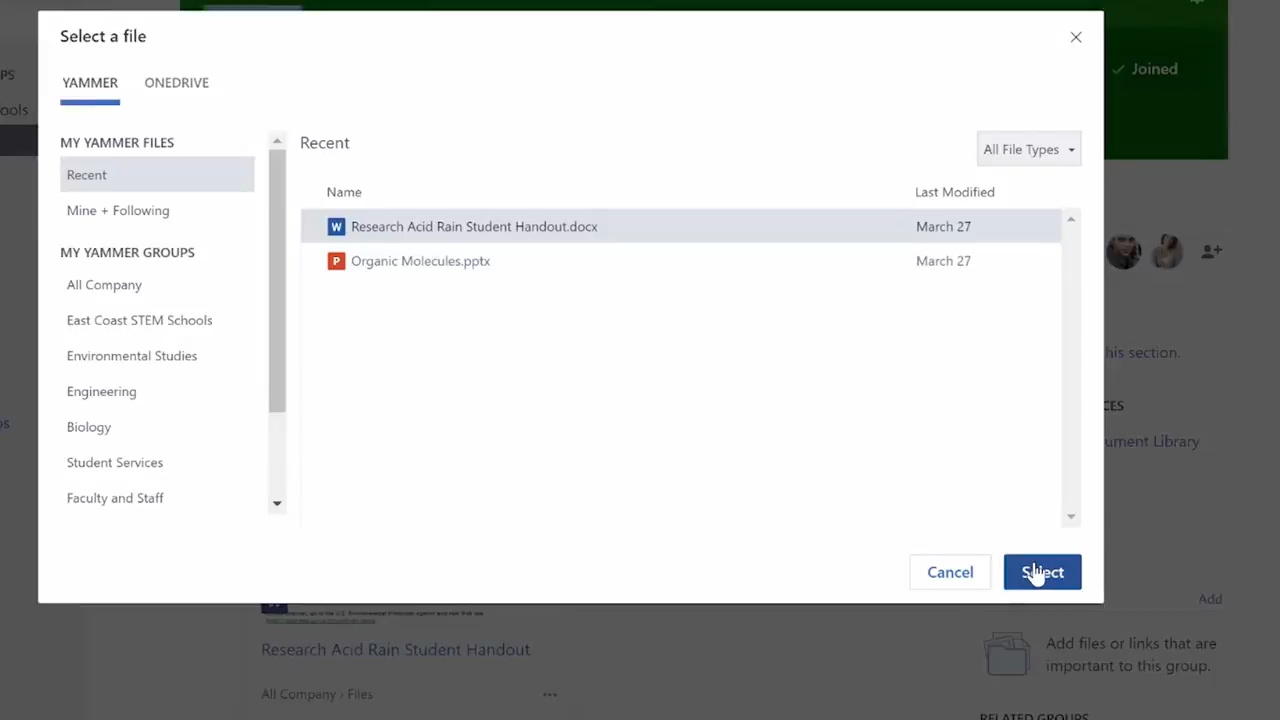 Select a file
YAMMER
ONEDRIVE
MY YAMMER FILES
Recent
Mine + Following
MY YAMMER GROUPS
All Company
East Coast STEM Schools
Environmental Studies
Engineering
Biology
Student Services
Faculty and Staff
Recent
All File Types
Name
Last Modified
W
Research Acid Rain Student Handout.docx
March 27
P
Organic Molecules.pptx
March 27
Cancel
Select
Joined
this section.
Library
Add
Add files or links that are
important to this group.
Research Acid Rain Student Handout
All Company › Files
RELATED GROUPS